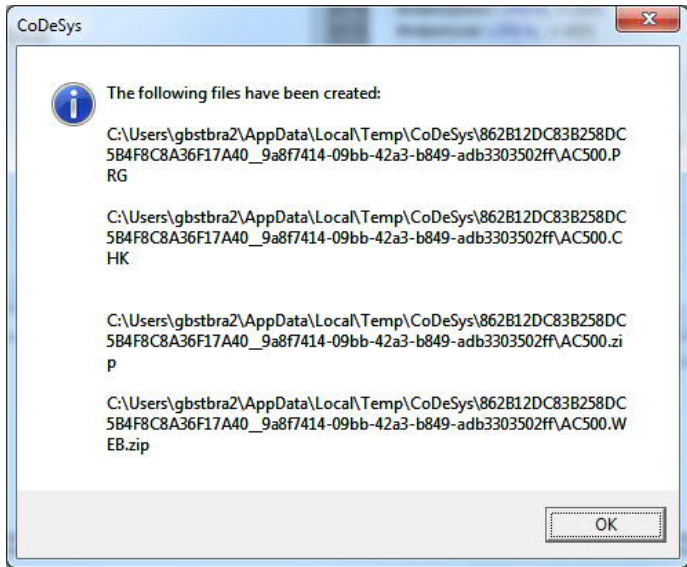 CoDeSys
The following files have been created:
C:\Users\gbstbra2\AppData\Local\Temp\CoDeSys\862B12DC83B258DC
5B4F8C8A36F17A40__9a8f7414-09bb-42a3-b849-adb3303502ff\AC500.P
RG
C:\Users\gbstbra2\AppData\Local\Temp\CoDeSys\862B12DC83B258DC
5B4F8C8A36F17A40__9a8f7414-09bb-42a3-b849-adb3303502ff\AC500.C
HK
C:\Users\gbstbra2\AppData\Local\Temp\CoDeSys\862B12DC83B258DC
5B4F8C8A36F17A40__9a8f7414-09bb-42a3-b849-adb3303502ff\AC500.zi
p
C:\Users\gbstbra2\AppData\Local\Temp\CoDeSys\862B12DC83B258DC
5B4F8C8A36F17A40__9a8f7414-09bb-42a3-b849-adb3303502ff\AC500.W
EB.zip
OK